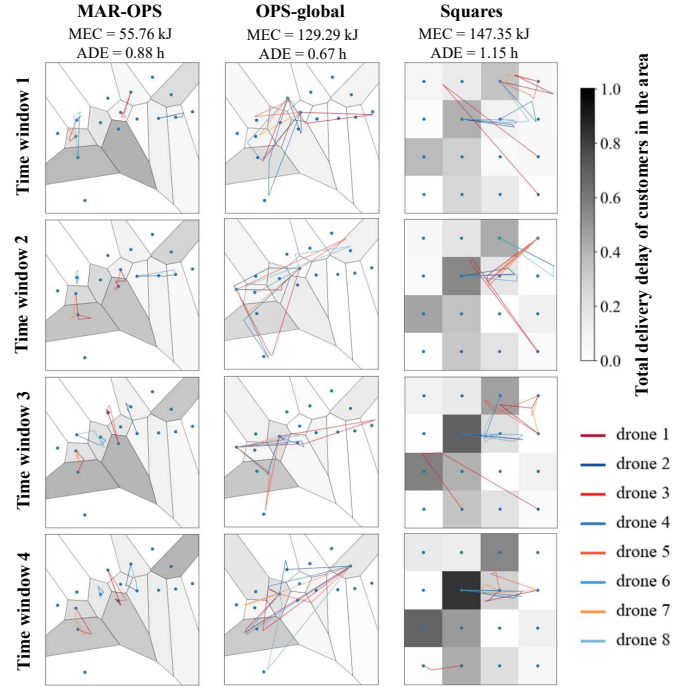 MAR-OPS OPS-global Squares
MEC = 55.76 kJ MEC = 129.29 kJ MEC = 147.35 kJ
ADE = 0.88 h ADE = 0.67 h ADE = 1.15 h
Time window 1
Time window 2
Time window 3
Time window 4
1.0
0.8
0.6
0.4
0.2
0.0
Total delivery delay of customers in the area
drone 1
drone 2
drone 3
drone 4
drone 5
drone 6
drone 7
drone 8